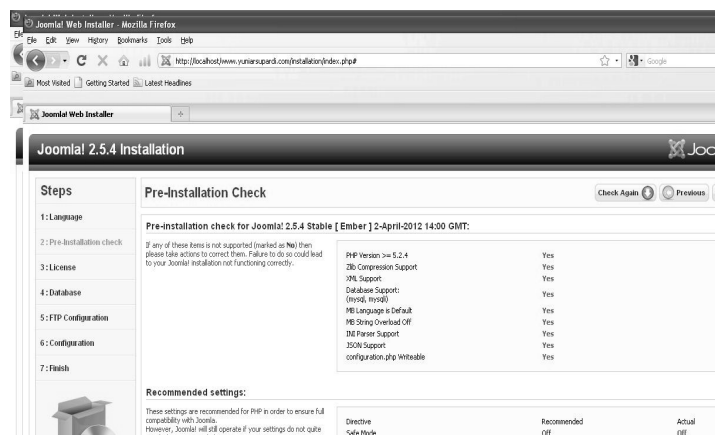 Joomla! Web Installer - Mozilla Firefox
File Edit View History Bookmarks Tools Help
http://localhost/www.yuniarsupardi.com/installation/index.php#
Google
Most Visited Getting Started Latest Headlines
Joomla! Web Installer
Joomla! 2.5.4 Installation
Joo
Steps
Pre-Installation Check
Check Again Previous
1 : Language
2 : Pre-Installation check
3 : License
4 : Database
5 : FTP Configuration
6 : Configuration
7 : Finish
Pre-installation check for Joomla! 2.5.4 Stable [ Ember ] 2-April-2012 14:00 GMT:
If any of these items is not supported (marked as No) then
please take actions to correct them. Failure to do so could lead
to your Joomla! installation not functioning correctly.
PHP Version >= 5.2.4 Yes
Zlib Compression Support Yes
XML Support Yes
Database Support:
(mysql, mysqli) Yes
MB Language is Default Yes
MB String Overload Off Yes
INI Parser Support Yes
JSON Support Yes
configuration.php Writeable Yes
Recommended settings:
These settings are recommended for PHP in order to ensure full
compatibility with Joomla.
However, Joomla! will still operate if your settings do not quite
Directive Recommended Actual
Safe Mode Off Off